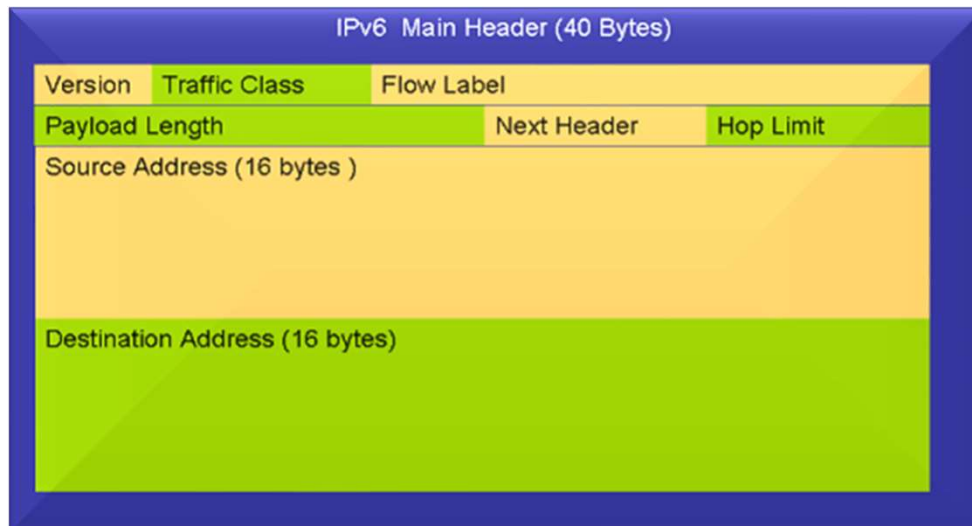 IPv6 Main Header (40 Bytes)
Version Traffic Class Flow Label
Payload Length Next Header Hop Limit
Source Address (16 bytes )
Destination Address (16 bytes)